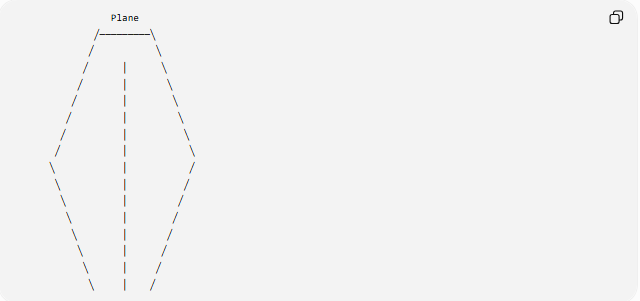 Plane
/‾‾‾‾‾‾‾‾‾\
/           \
/      |      \
/       |       \
/        |        \
/         |         \
/          |          \
/           |           \
\           |           /
\          |          /
\         |         /
\        |        /
\       |       /
\      |      /
\     |     /
\    |    /